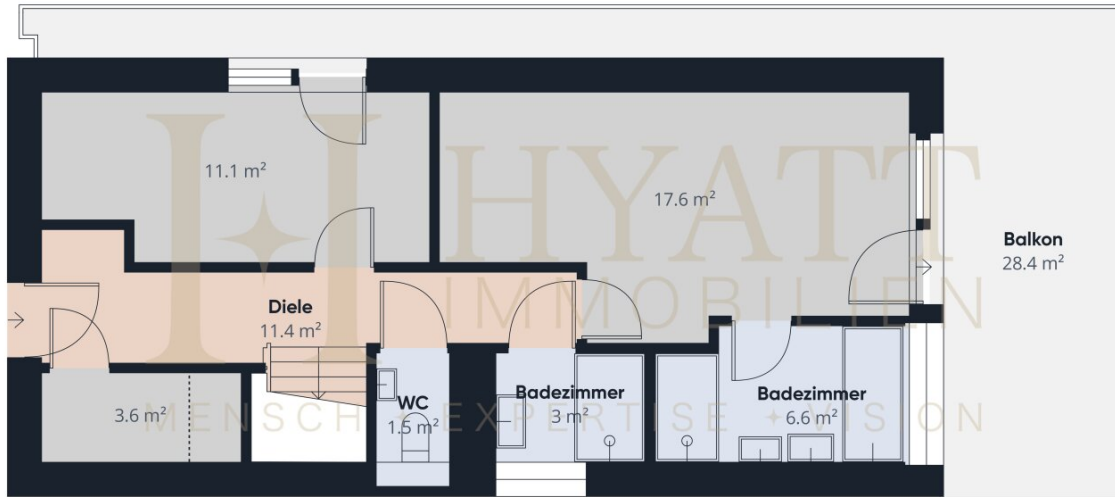 11.1 m²
HYATT
17.6 m²
Balkon
28.4 m²
IMMOBILIEN
Diele
11.4 m²
3.6 m²
WC
1.5 m²
Badezimmer
3 m²
Badezimmer
6.6 m²
MENSCH EXPERTISE VISION